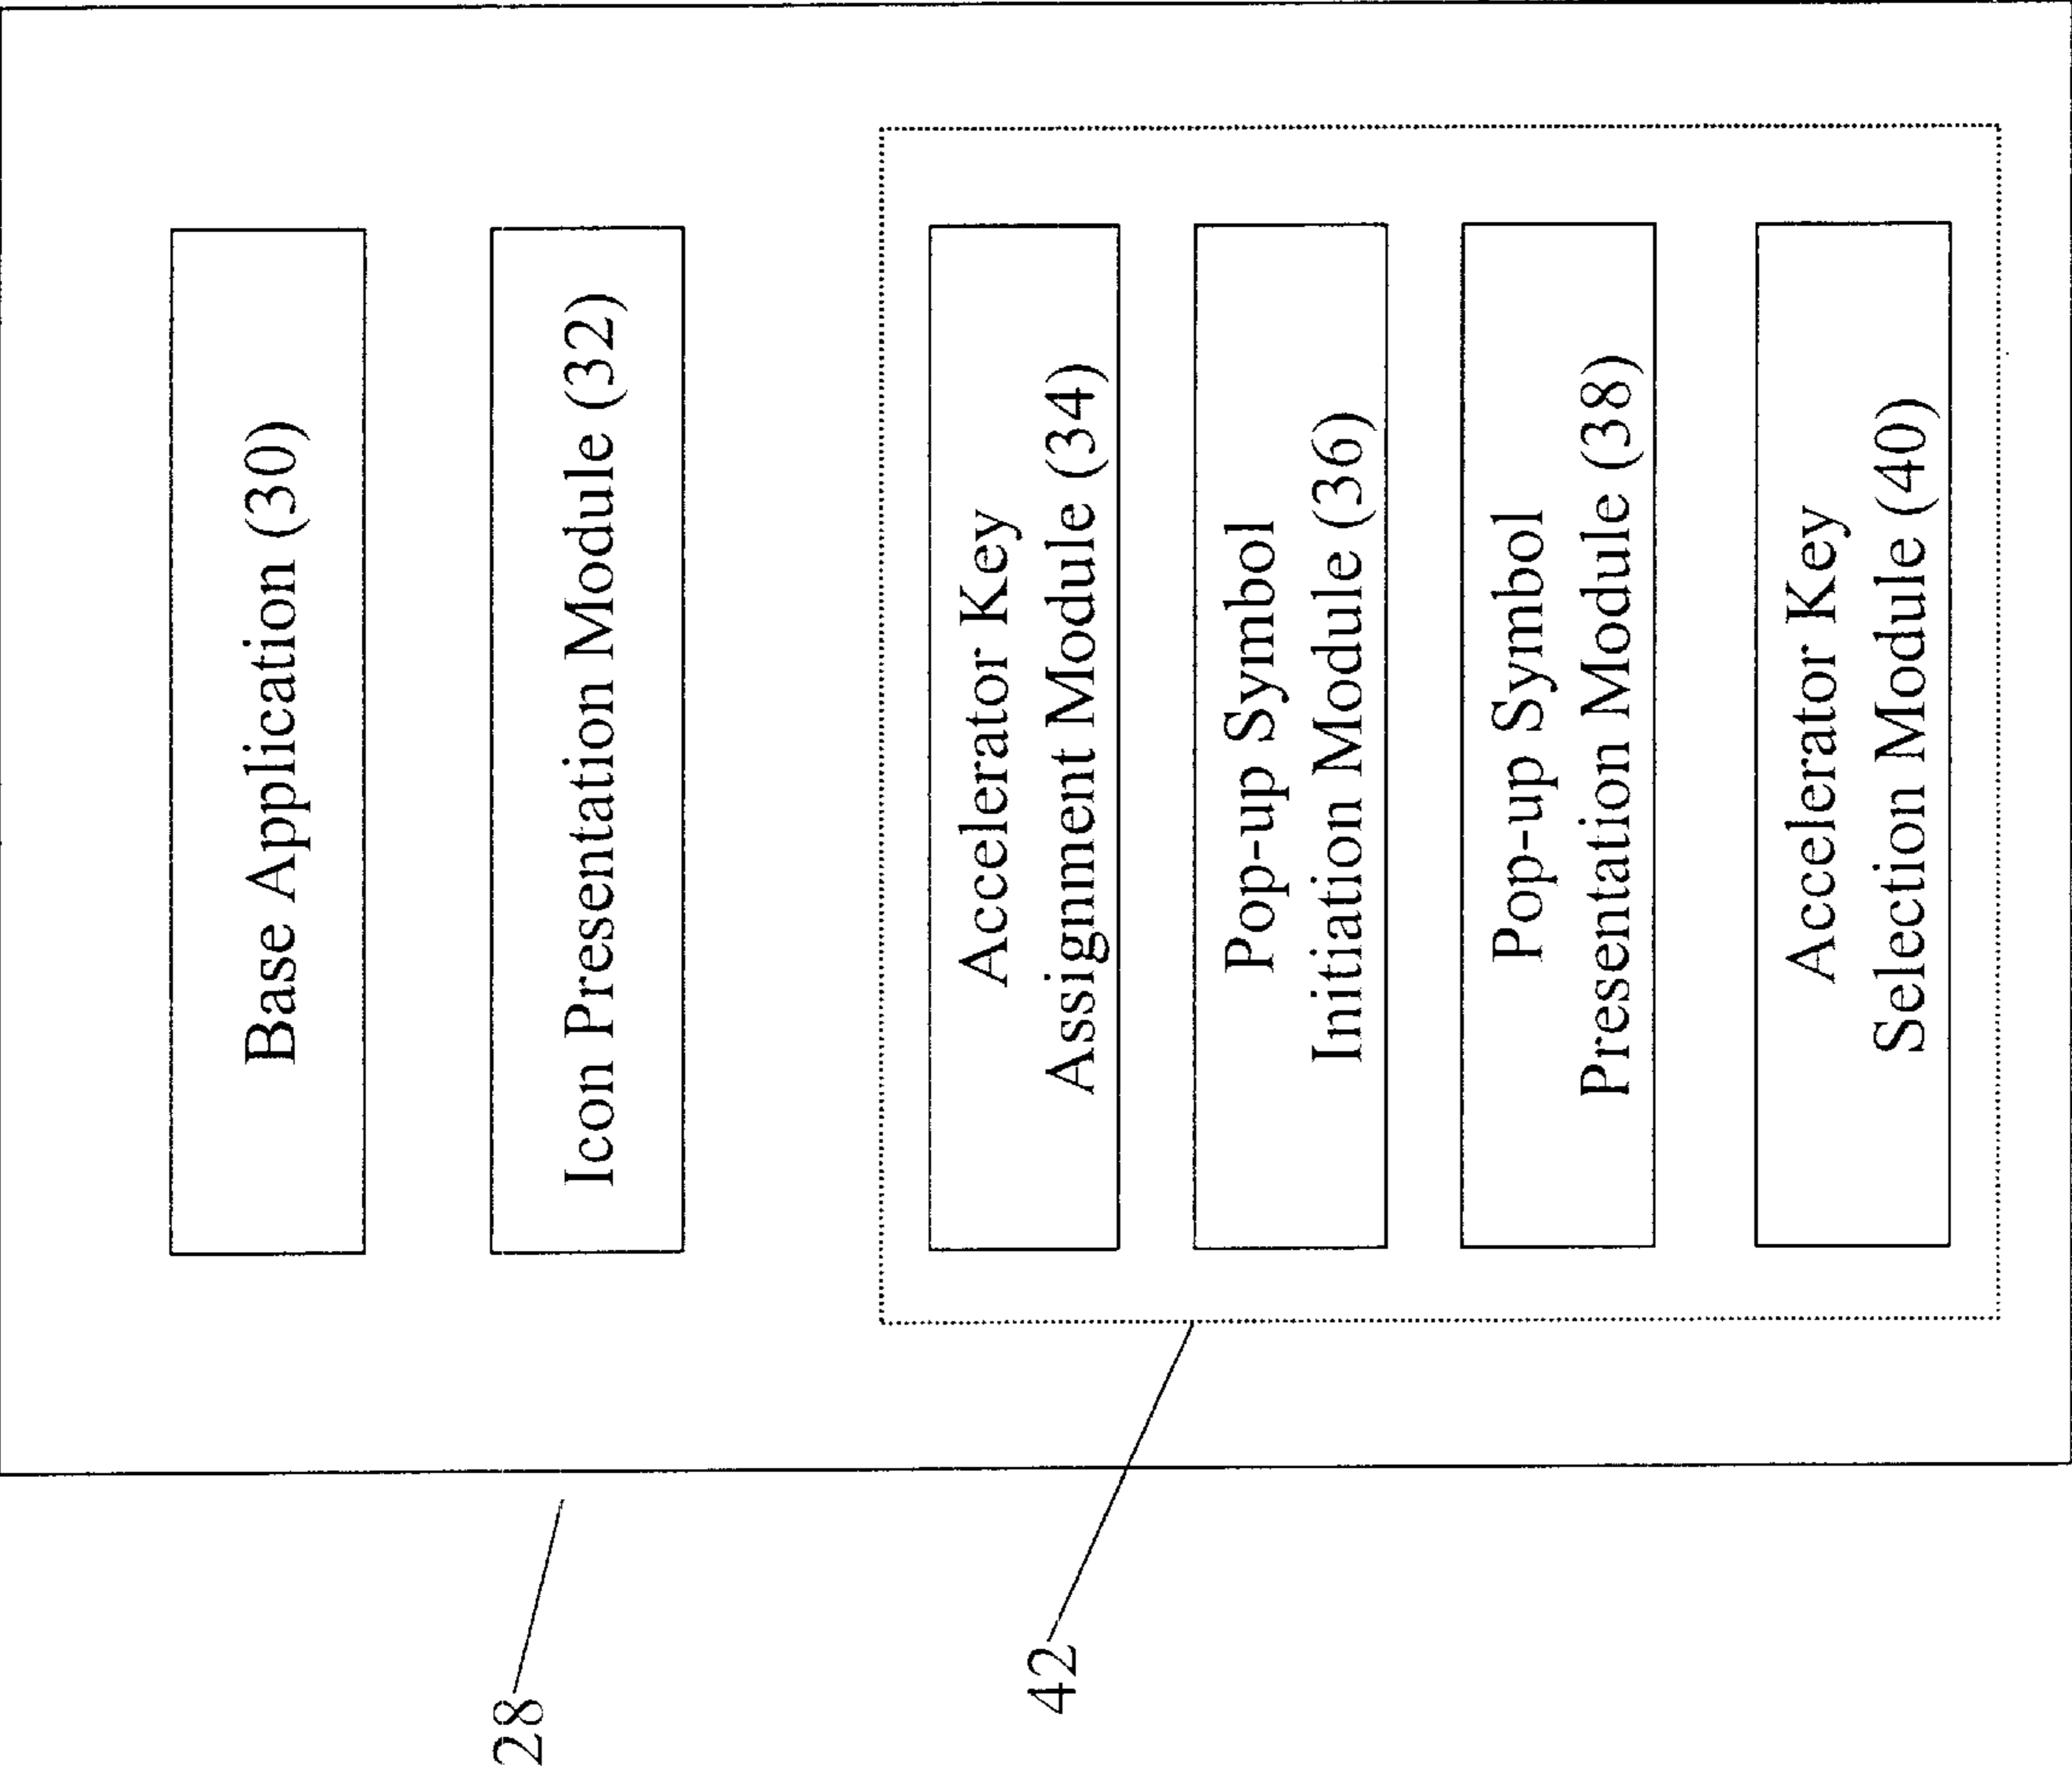 Base Application (30)
Icon Presentation Module (32)
Accelerator Key
Assignment Module (34)
Pop-up Symbol
Initiation Module (36)
Pop-up Symbol
Presentation Module (38)
Accelerator Key
Selection Module (40)
28
42